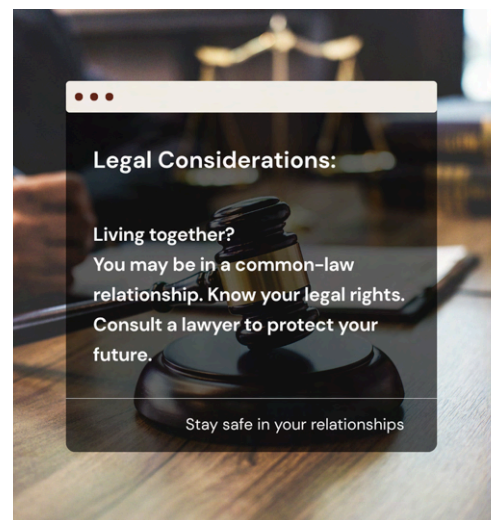 Legal Considerations:
Living together?
You may be in a common-law
relationship. Know your legal rights.
Consult a lawyer to protect your
future.
Stay safe in your relationships